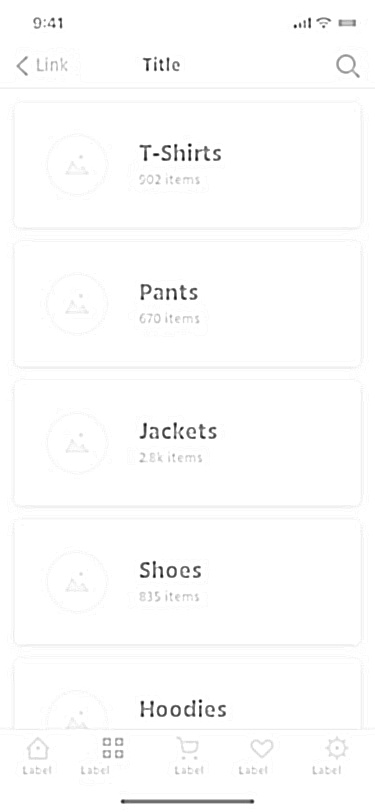 9:41
Link Title
T-Shirts
902 items
Pants
670 items
Jackets
2.8k items
Shoes
835 items
Hoodies
Label Label Label Label Label